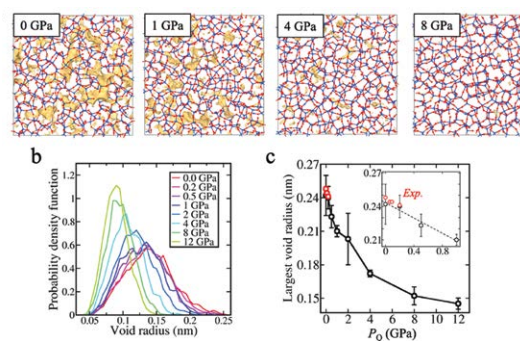 0 GPa
1 GPa
4 GPa
8 GPa
b
Probability density function
1.2
1.0
0.8
0.6
0.4
0.2
0
0.05
0.1
0.15
0.2
0.25
Void radius (nm)
0.0 GPa
0.2 GPa
0.5 GPa
1 GPa
2 GPa
4 GPa
8 GPa
12 GPa
c
Largest void radius (nm)
0.27
0.24
0.21
0.18
0.15
0
2
4
6
8
10
12
P_Q (GPa)
Exp.
0.24
0.21
0.0
0.5
1.0